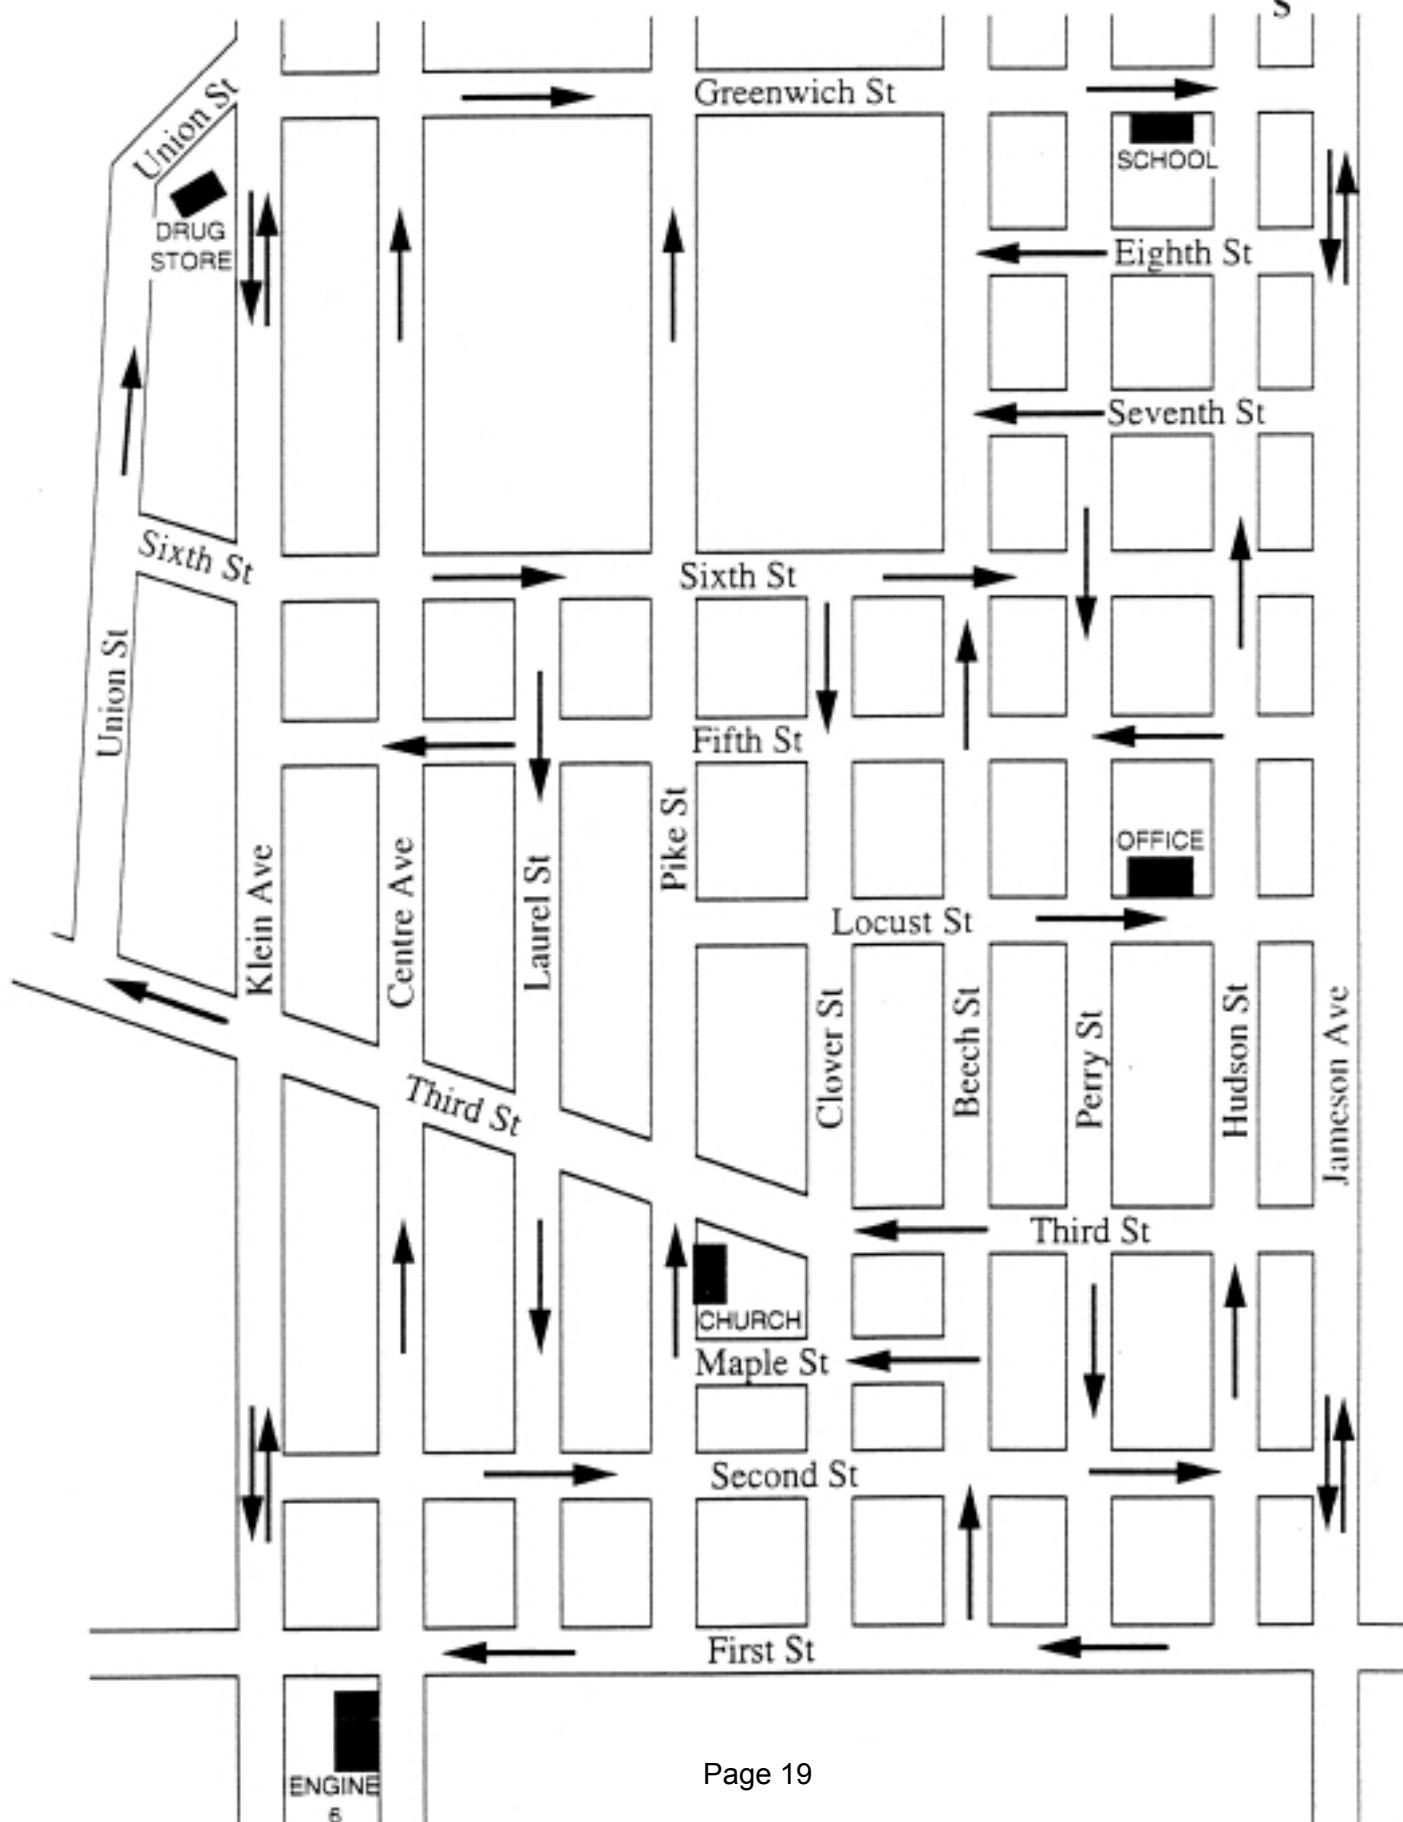 S
Union St
Greenwich St
SCHOOL
DRUG
STORE
Eighth St
Seventh St
Sixth St
Sixth St
Union St
Fifth St
Pike St
OFFICE
Klein Ave
Centre Ave
Laurel St
Locust St
Clover St
Beech St
Perry St
Hudson St
Jameson Ave
Third St
Third St
CHURCH
Maple St
Second St
First St
ENGINE
6
Page 19